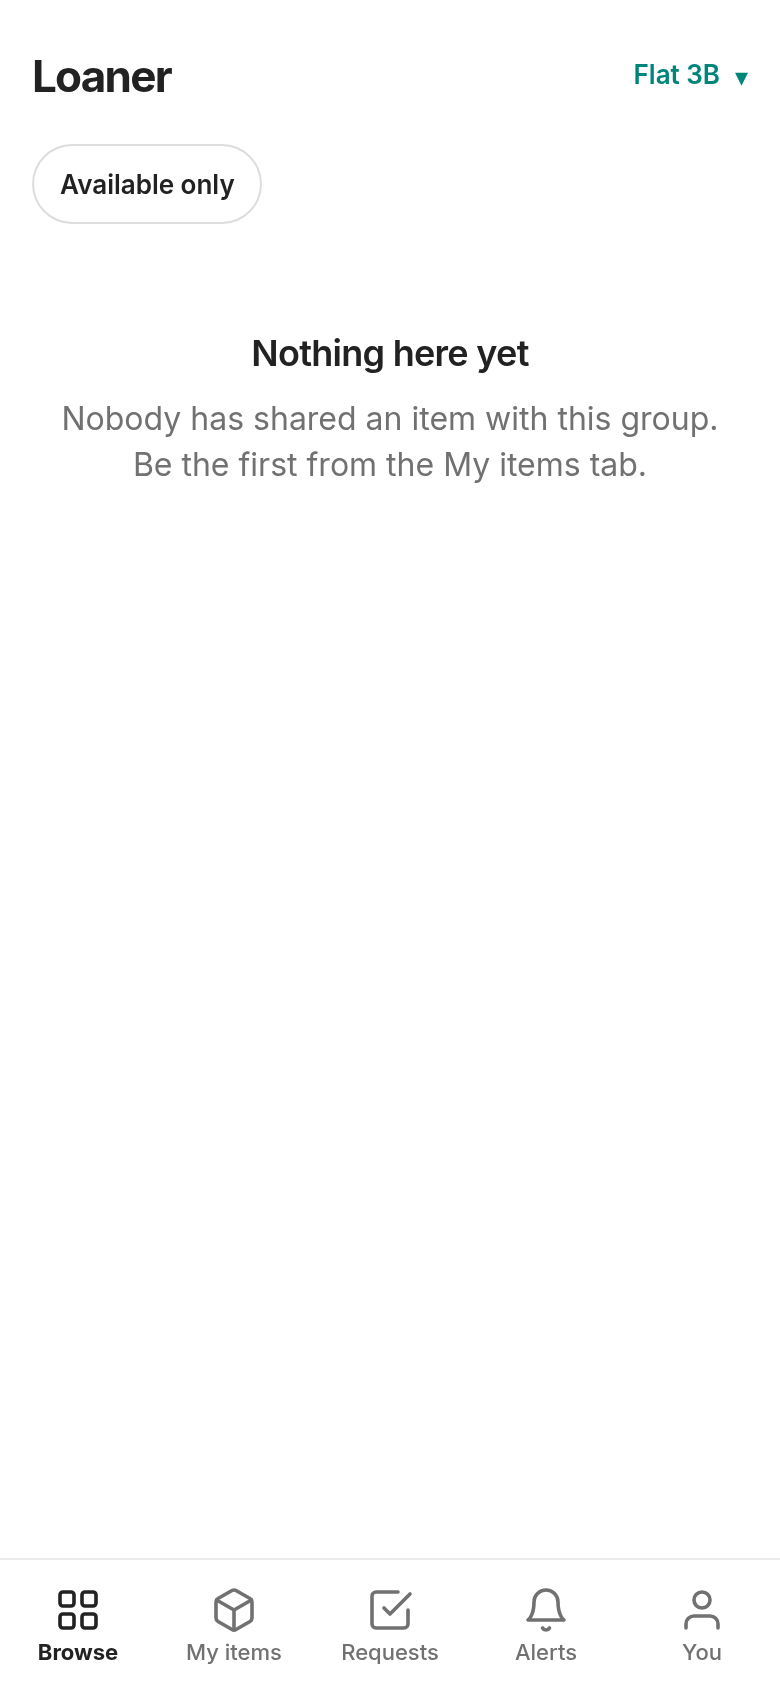 Loaner
Flat 3B ▼
Available only
Nothing here yet
Nobody has shared an item with this group.
Be the first from the My items tab.
Browse
My items
Requests
Alerts
You